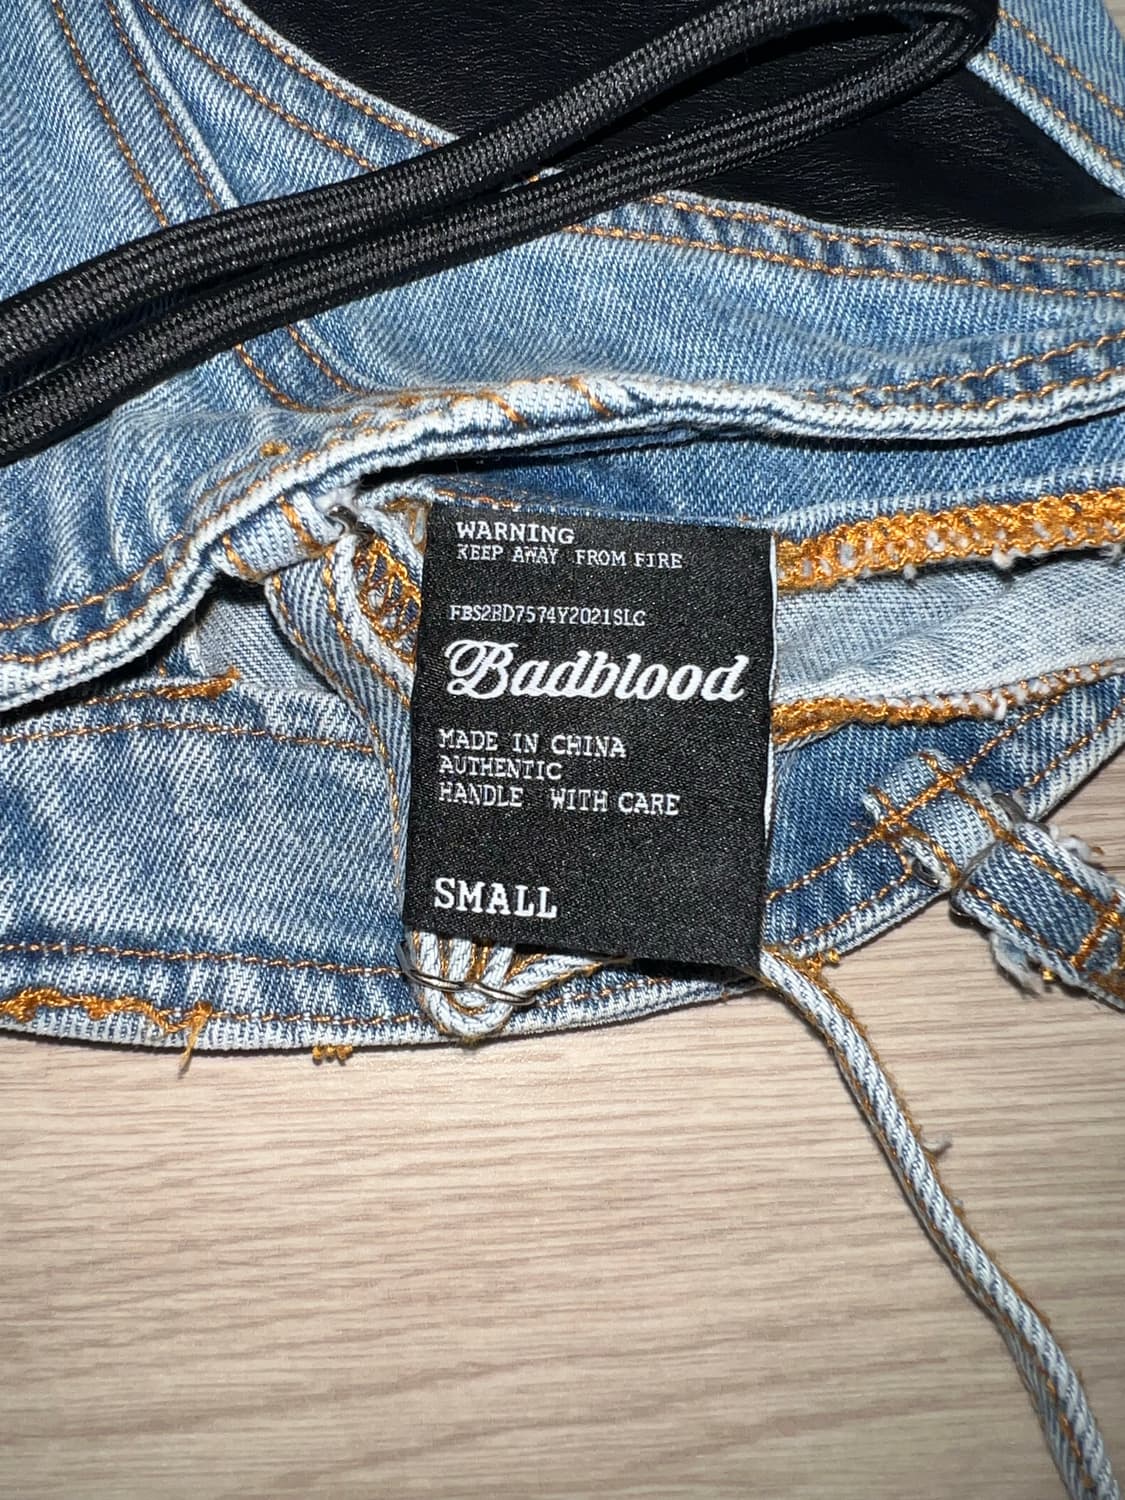 WARNING
KEEP AWAY FROM FIRE
FBS2BD7574Y2021SLC
Badblood
MADE IN CHINA
AUTHENTIC
HANDLE WITH CARE
SMALL